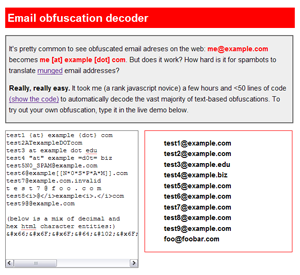 Email obfuscation decoder
It's pretty common to see obfuscated email adreses on the web: me@example.com
becomes me [at] example [dot] com. But does it work? How hard is it for spambots to
translate munged email addresses?
Really, really easy. It took me (a rank javascript novice) a few hours and <50 lines of code
(show the code) to automatically decode the vast majority of text-based obfuscations. To
try out your own obfuscation, type it in the live demo below.
test1 (at) example (dot) com
test2ATexampleDOTcom
test3 at example dot edu
test4 "at" example =dOt= biz
test5NO_SPAM@example.com
test6@example[[N*O*S*P*A*M]].com
test7@example.com.invalid
t e s t 7 @ f o o . c o m
test8<i>@</i>example<i>.</i>com
test9@@example.com
(below is a mix of decimal and
hex html character entities:)
&#x66;&#x6f;&#x6f;&#64;&#102;&#x6f;
test1@example.com
test2@example.com
test3@example.edu
test4@example.biz
test5@example.com
test6@example.com
test7@example.com
test8@example.com
test9@example.com
foo@foobar.com